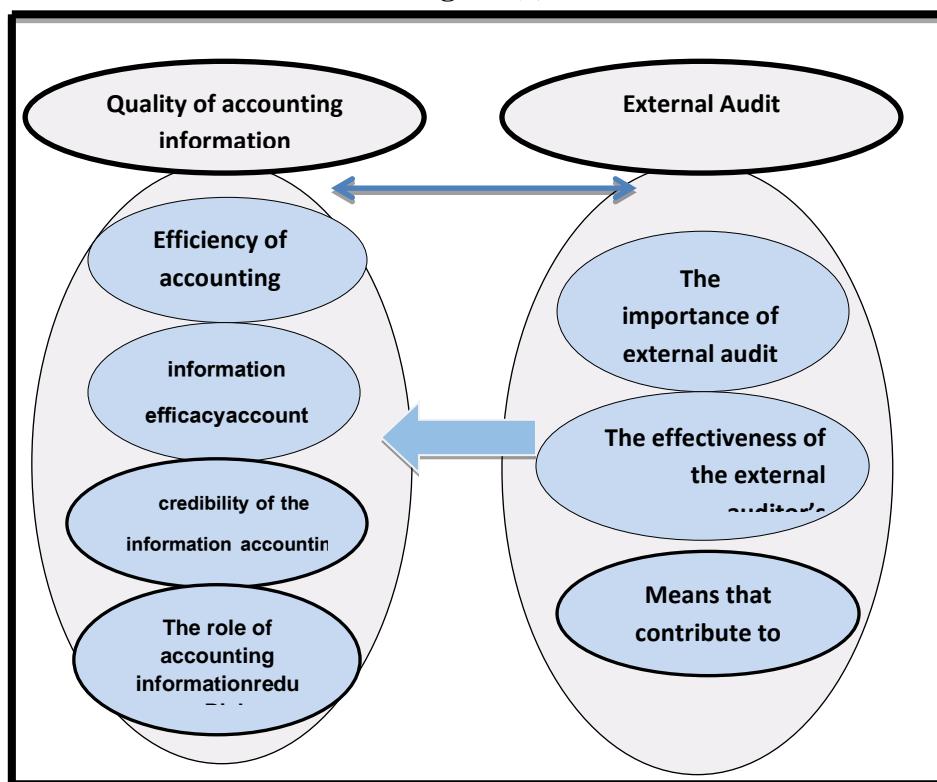 Quality of accounting
information
External Audit
Efficiency of
accounting
information
efficacyaccount
credibility of the
information accountin
The role of
accounting
informationredu
The
importance of
external audit
The effectiveness of
the external
auditor's
Means that
contribute to